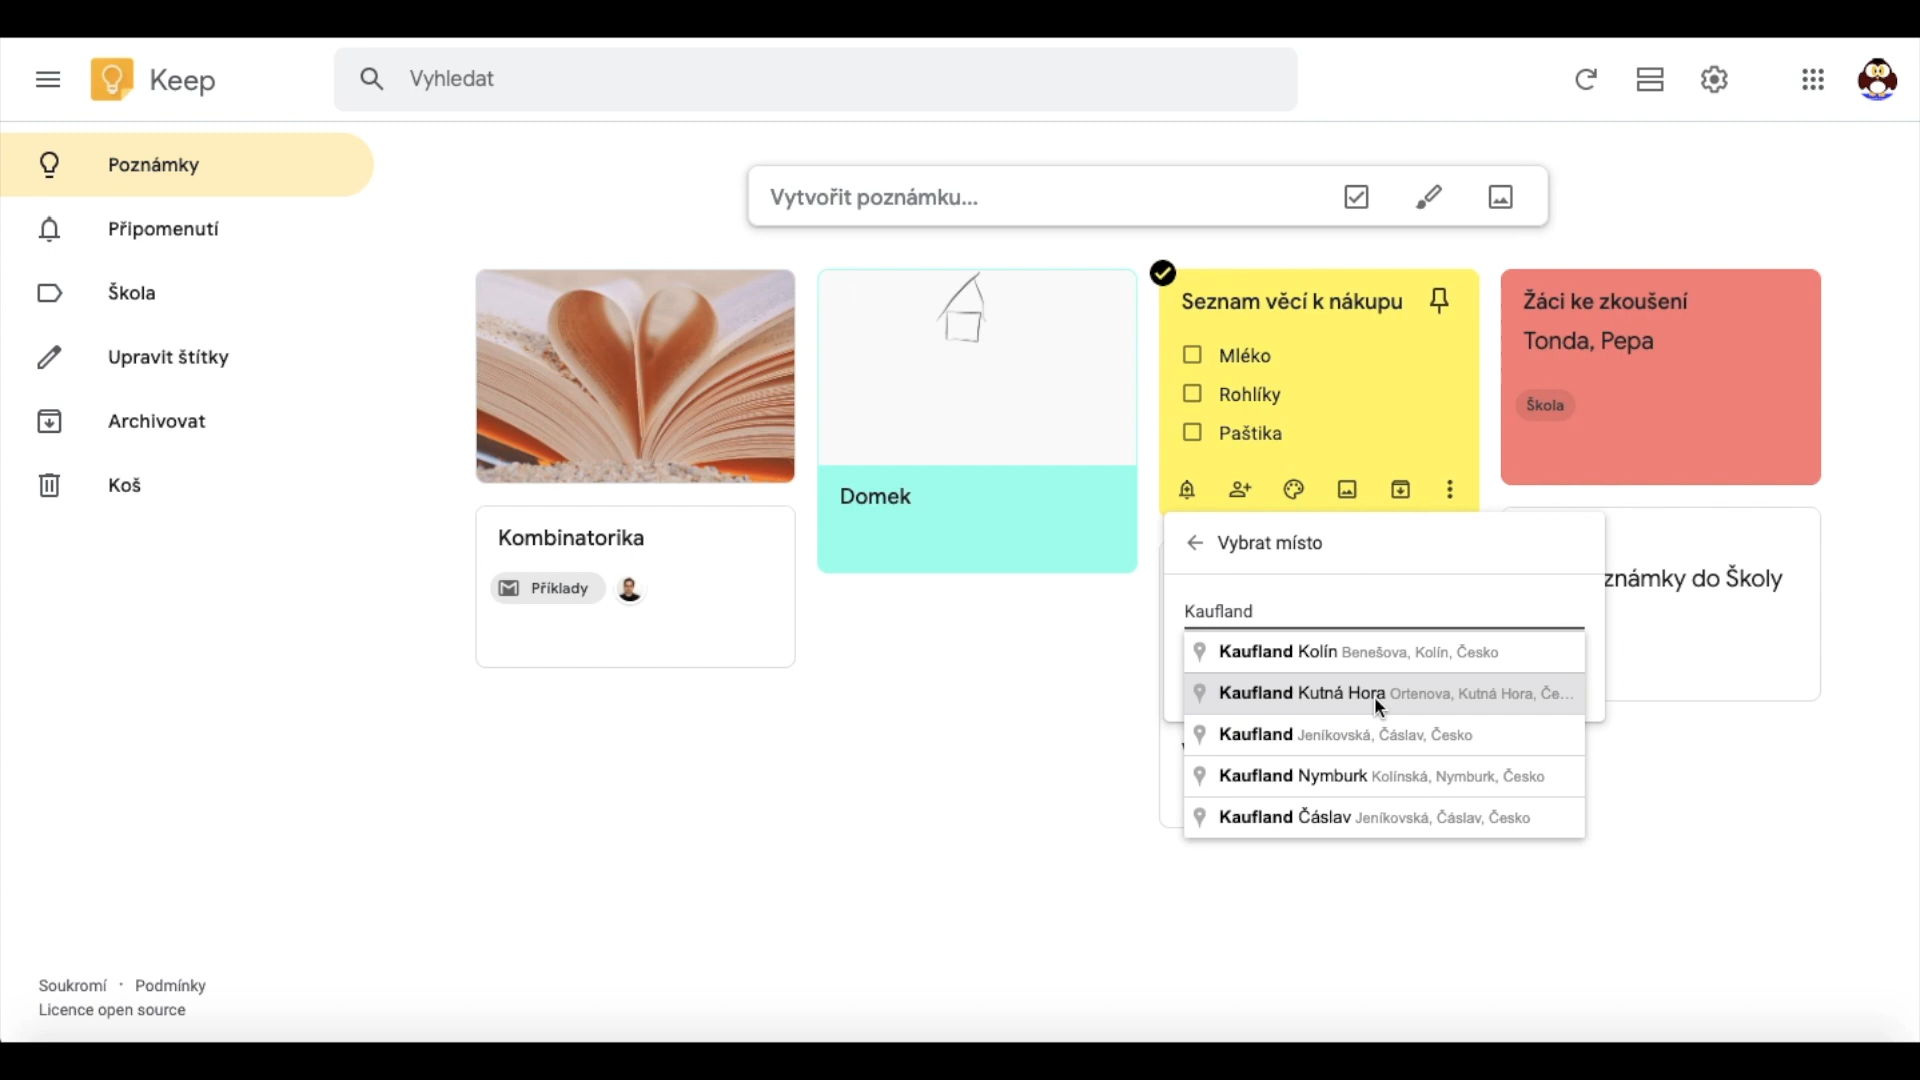 Keep
Vyhledat
Poznámky
Připomenutí
Škola
Upravit štítky
Archivovat
Koš
Vytvořit poznámku...
Kombinatorika
Příklady
Domek
Seznam věcí k nákupu
Mléko
Rohlíky
Paštika
Žáci ke zkoušení
Tonda, Pepa
Škola
známky do Školy
Vybrat místo
Kaufland
Kaufland Kolín Benešova, Kolín, Česko
Kaufland Kutná Hora Ortenova, Kutná Hora, Če...
Kaufland Jeníkovská, Čáslav, Česko
Kaufland Nymburk Kolínská, Nymburk, Česko
Kaufland Čáslav Jeníkovská, Čáslav, Česko
Soukromí · Podmínky
Licence open source